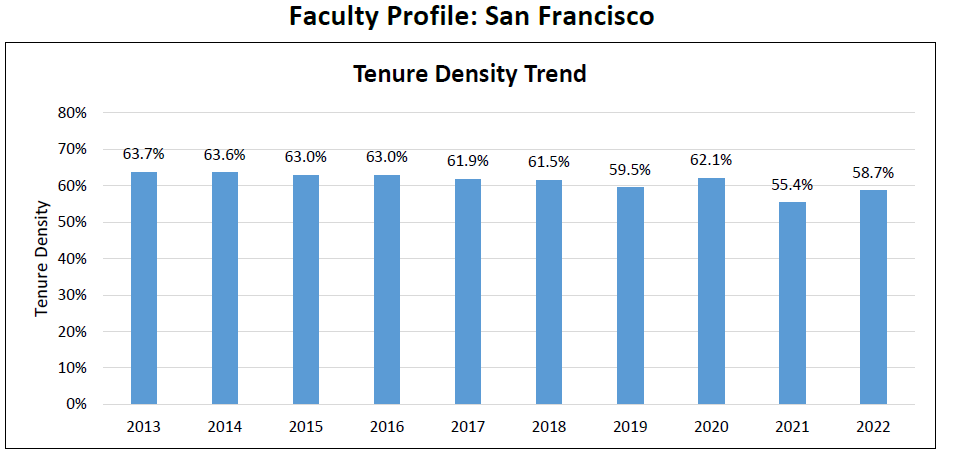 Faculty Profile: San Francisco
Tenure Density Trend
80%
70%
60%
50%
40%
30%
20%
10%
0%
Tenure Density
63.7% 63.6% 63.0% 63.0% 61.9% 61.5% 59.5% 62.1% 55.4% 58.7%
2013 2014 2015 2016 2017 2018 2019 2020 2021 2022